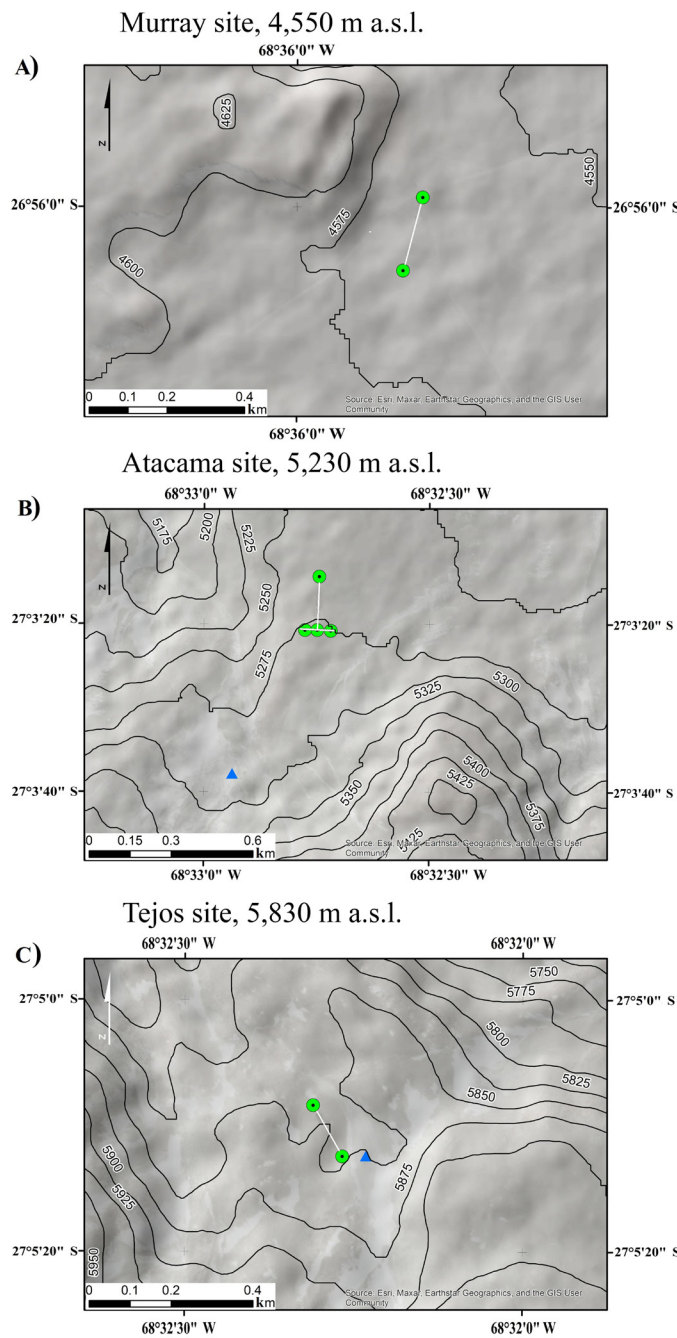 Murray site, 4,550 m a.s.l.
68°36'0" W
A)
4625
N
4550
26°56'0" S
26°56'0" S
4575
4600
0 0.1 0.2 0.4
km
Source: Esri, Maxar, Earthstar Geographics, and the GIS User
Community
68°36'0" W
Atacama site, 5,230 m a.s.l.
68°33'0" W 68°32'30" W
B)
5175
5200
5225
N
5250
27°3'20" S
27°3'20" S
5275
5325
5300
5400
5425
27°3'40" S
27°3'40" S
5350
5375
5425
0 0.15 0.3 0.6
km
Source: Esri, Maxar, Earthstar Geographics, and the GIS User
Community
68°33'0" W 68°32'30" W
Tejos site, 5,830 m a.s.l.
68°32'30" W 68°32'0" W
C)
5750
27°5'0" S
27°5'0" S
5775
N
5800
5825
5850
5900
5875
5925
27°5'20" S
27°5'20" S
5950
0 0.1 0.2 0.4
km
Source: Esri, Maxar, Earthstar Geographics, and the GIS User
Community
68°32'30" W 68°32'0" W